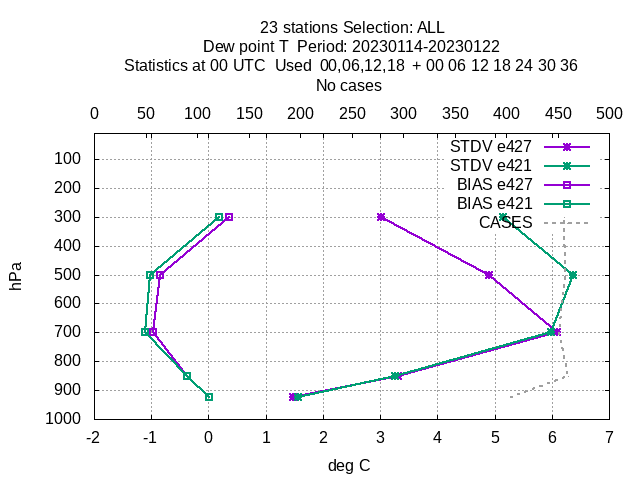 23 stations Selection: ALL
Dew point T  Period: 20230114-20230122
Statistics at 00 UTC  Used  00,06,12,18  + 00 06 12 18 24 30 36
No cases
0 50 100 150 200 250 300 350 400 450 500
STDV e427
STDV e421
BIAS e427
BIAS e421
CASES
hPa
100
200
300
400
500
600
700
800
900
1000
-2 -1 0 1 2 3 4 5 6 7
deg C